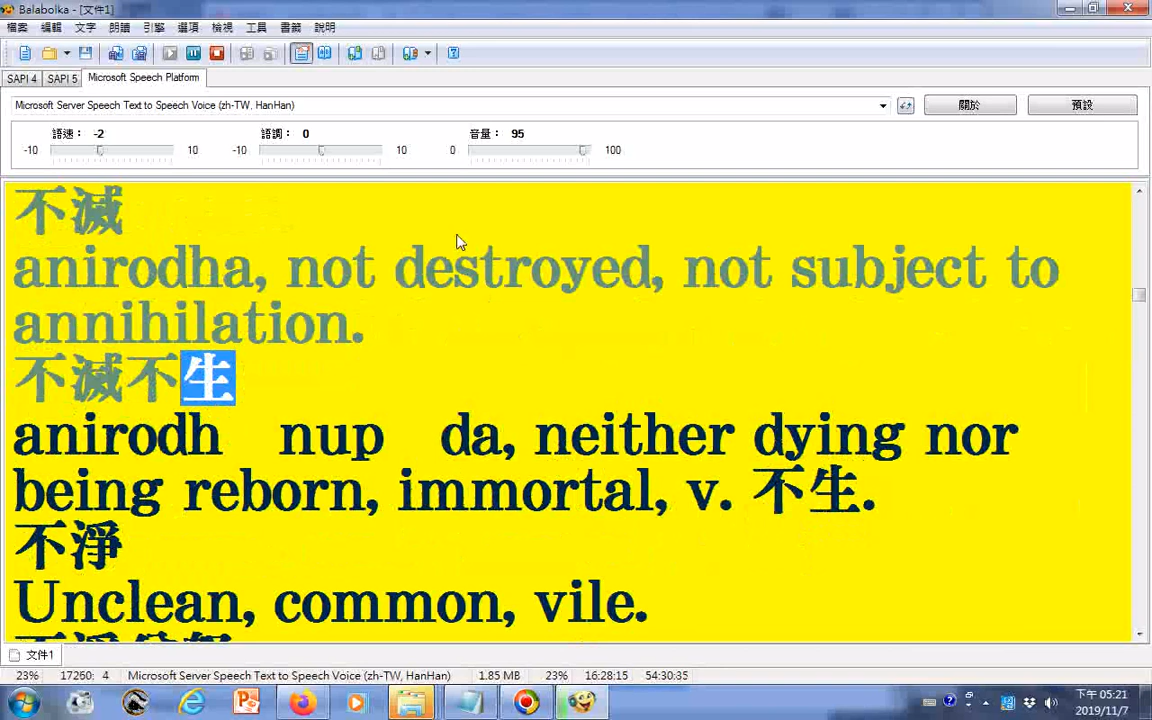 Balabolka - [文件1]
檔案 編輯 文字 朗讀 引擎 選項 檢視 工具 書籤 說明
SAPI 4 SAPI 5 Microsoft Speech Platform
Microsoft Server Speech Text to Speech Voice (zh-TW, HanHan) 關於 預設
語速： -2 語調： 0 音量： 95
-10 10 -10 10 0 100
不滅
anirodha, not destroyed, not subject to
annihilation.
不滅不生
anirodh nup da, neither dying nor
being reborn, immortal, v. 不生.
不淨
Unclean, common, vile.
文件1
23% 17260: 4 Microsoft Server Speech Text to Speech Voice (zh-TW, HanHan) 1.85 MB 23% 16:28:15 54:30:35
下午 05:21
2019/11/7